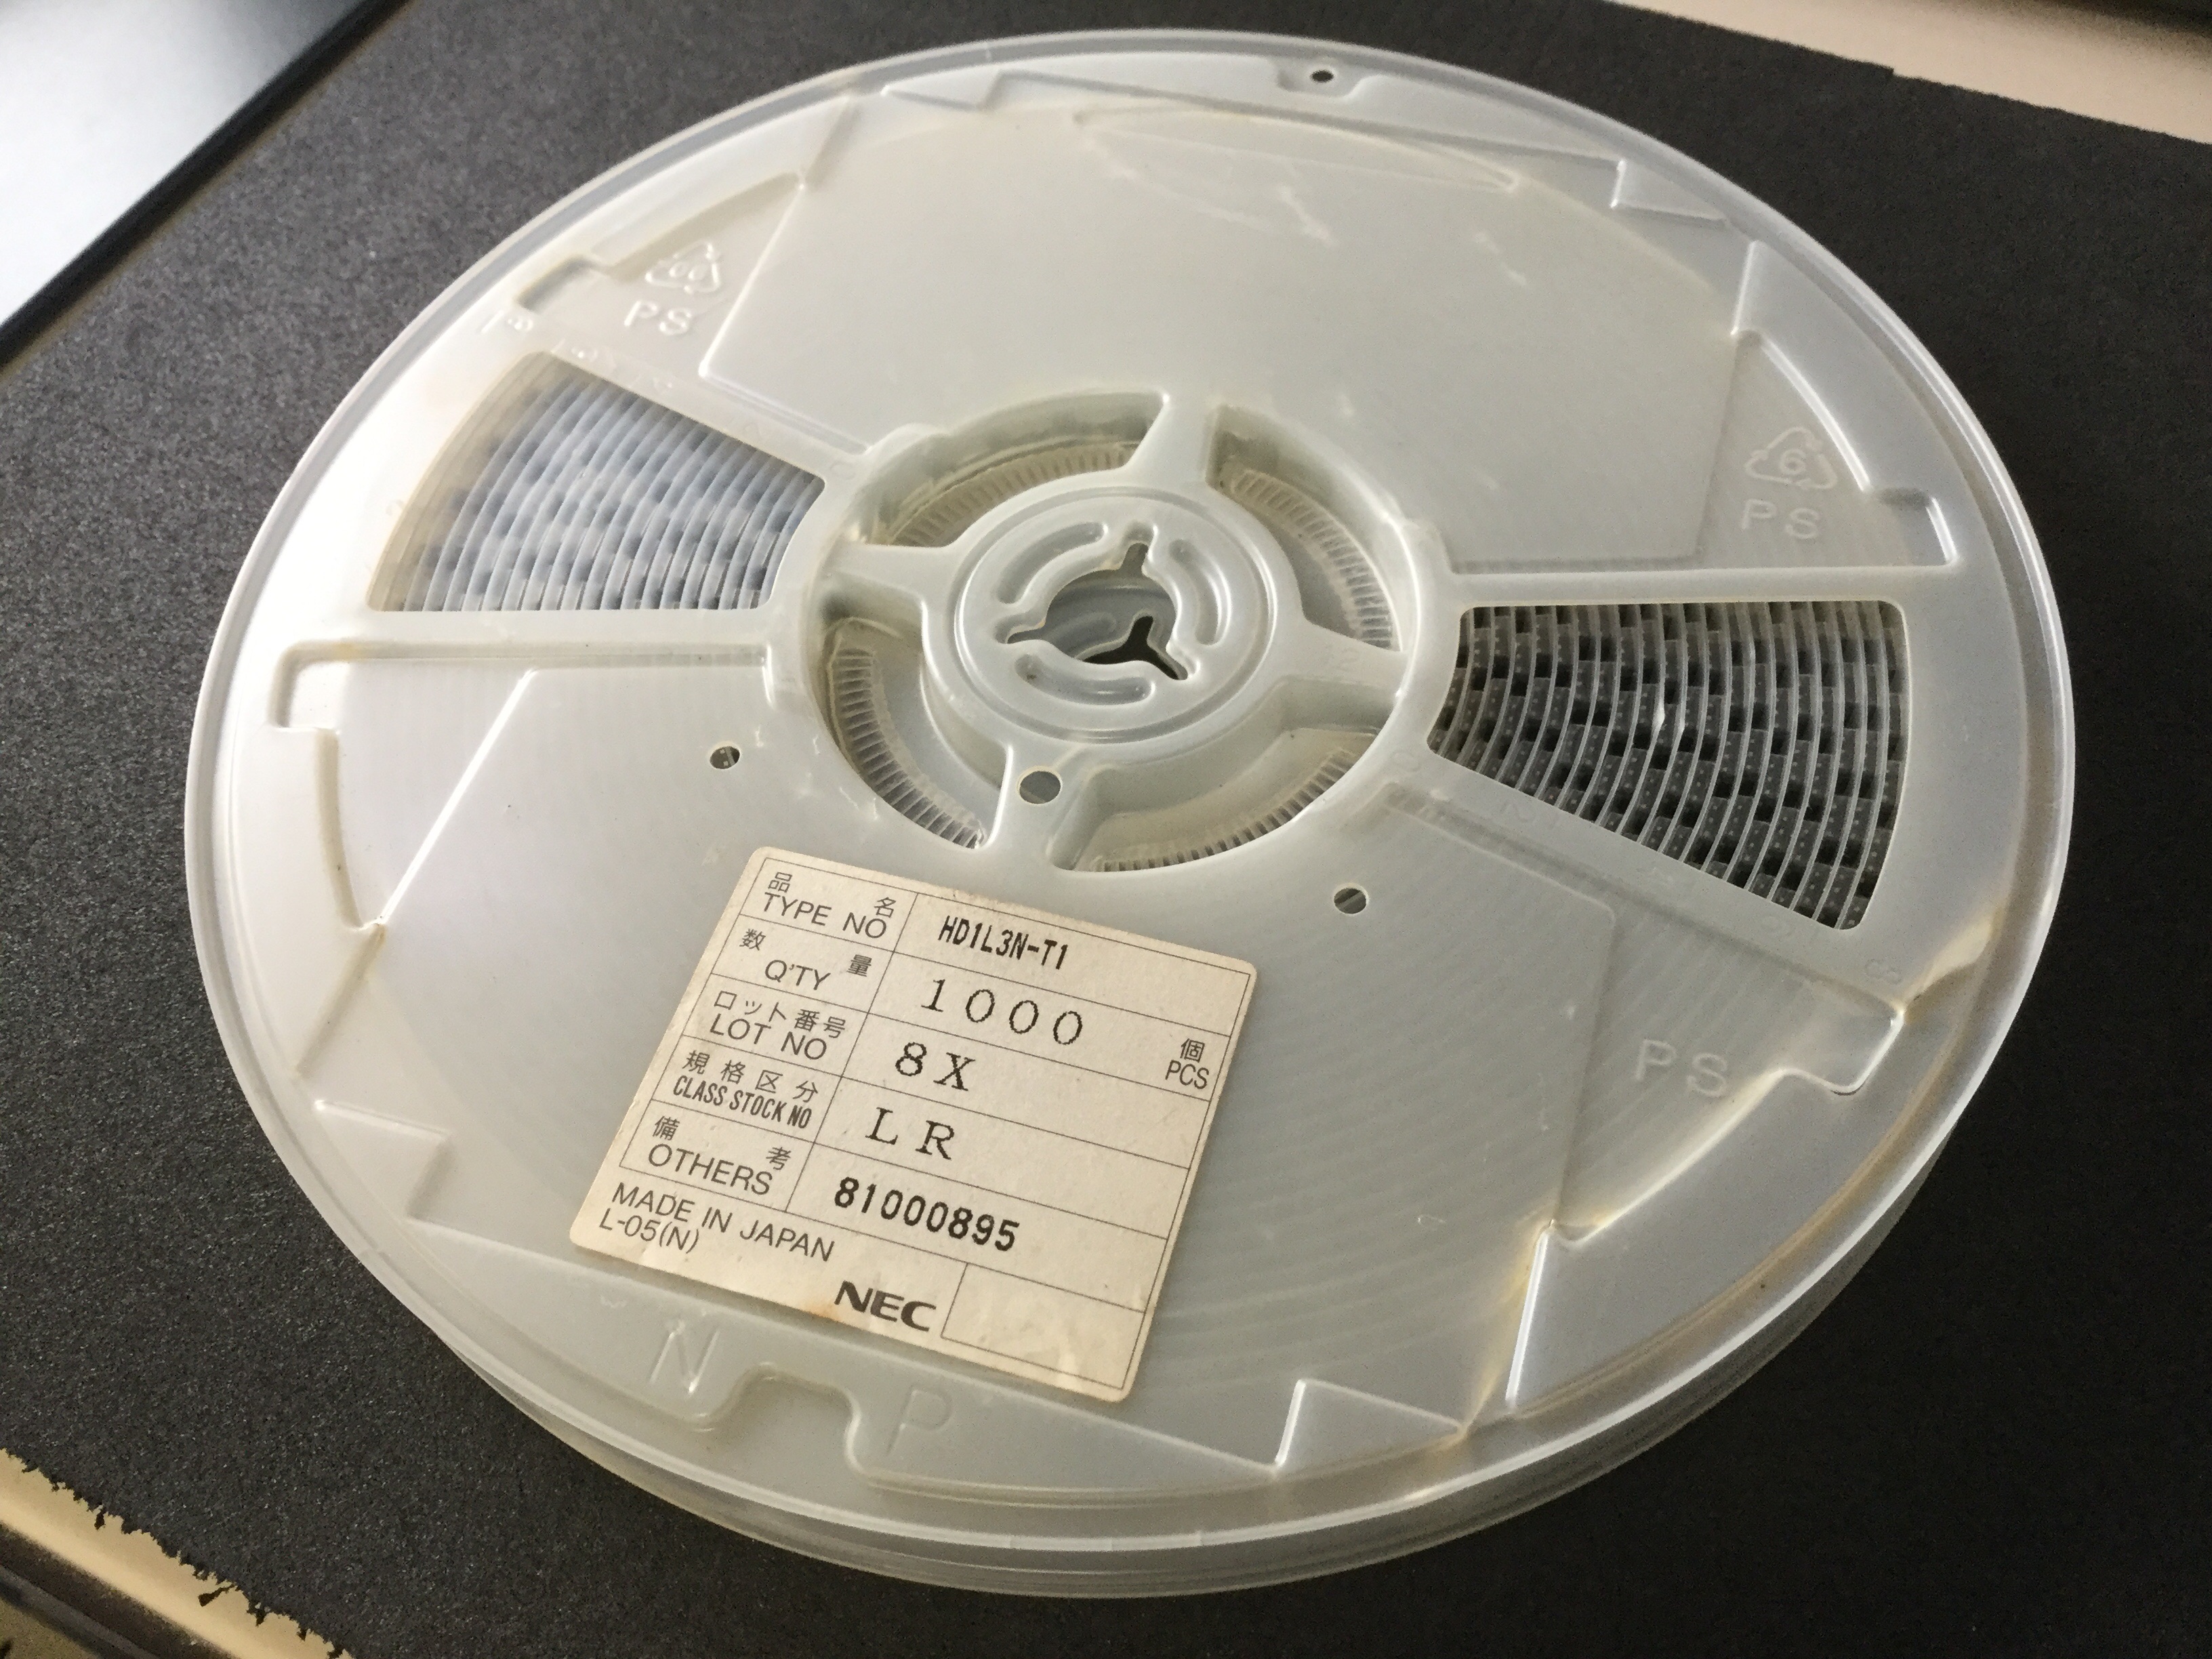 PS
6
PS
品名
TYPE NO HD1L3N-T1
数量
Q'TY 1000 個
PCS
ロット番号
LOT NO 8X
規格区分
CLASS STOCK NO LR
備考
OTHERS 81000895
MADE IN JAPAN
L-05(N)
NEC
PS
N P